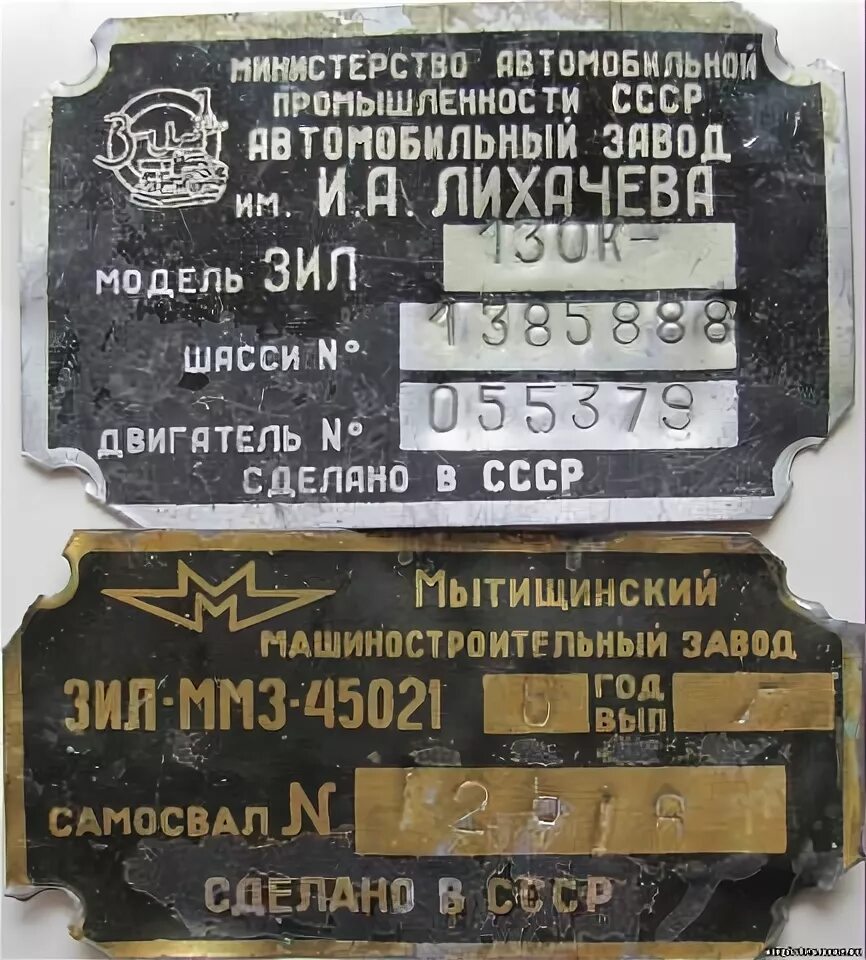 МИНИСТЕРСТВО АВТОМОБИЛЬНОЙ
ПРОМЫШЛЕННОСТИ СССР
АВТОМОБИЛЬНЫЙ ЗАВОД
ИМ. И.А. ЛИХАЧЕВА
МОДЕЛЬ ЗИЛ 130К-
ШАССИ № 1385888
ДВИГАТЕЛЬ № 055379
СДЕЛАНО В СССР
МЫТИЩИНСКИЙ
МАШИНОСТРОИТЕЛЬНЫЙ ЗАВОД
ЗИЛ-ММЗ-45021 ГОД
ВЫП
САМОСВАЛ N
СДЕЛАНО В СССР